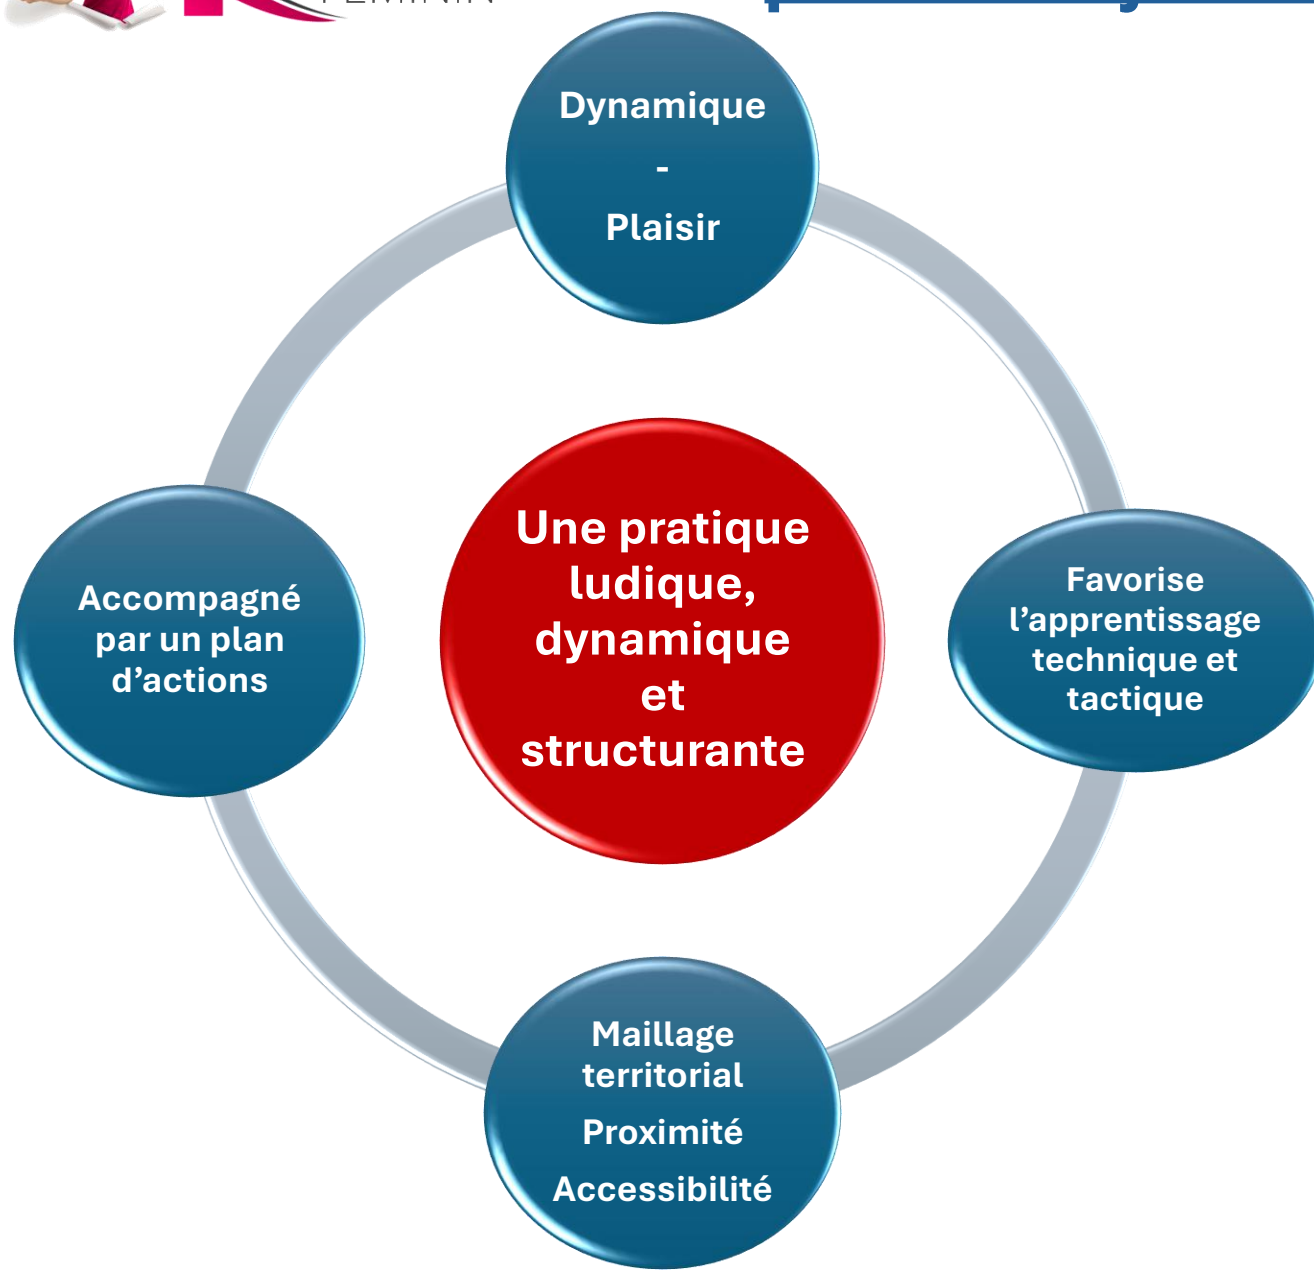 FEMININ
Dynamique
-
Plaisir
Une pratique
ludique,
dynamique
et
structurante
Accompagné
par un plan
d’actions
Favorise
l’apprentissage
technique et
tactique
Maillage
territorial
Proximité
Accessibilité